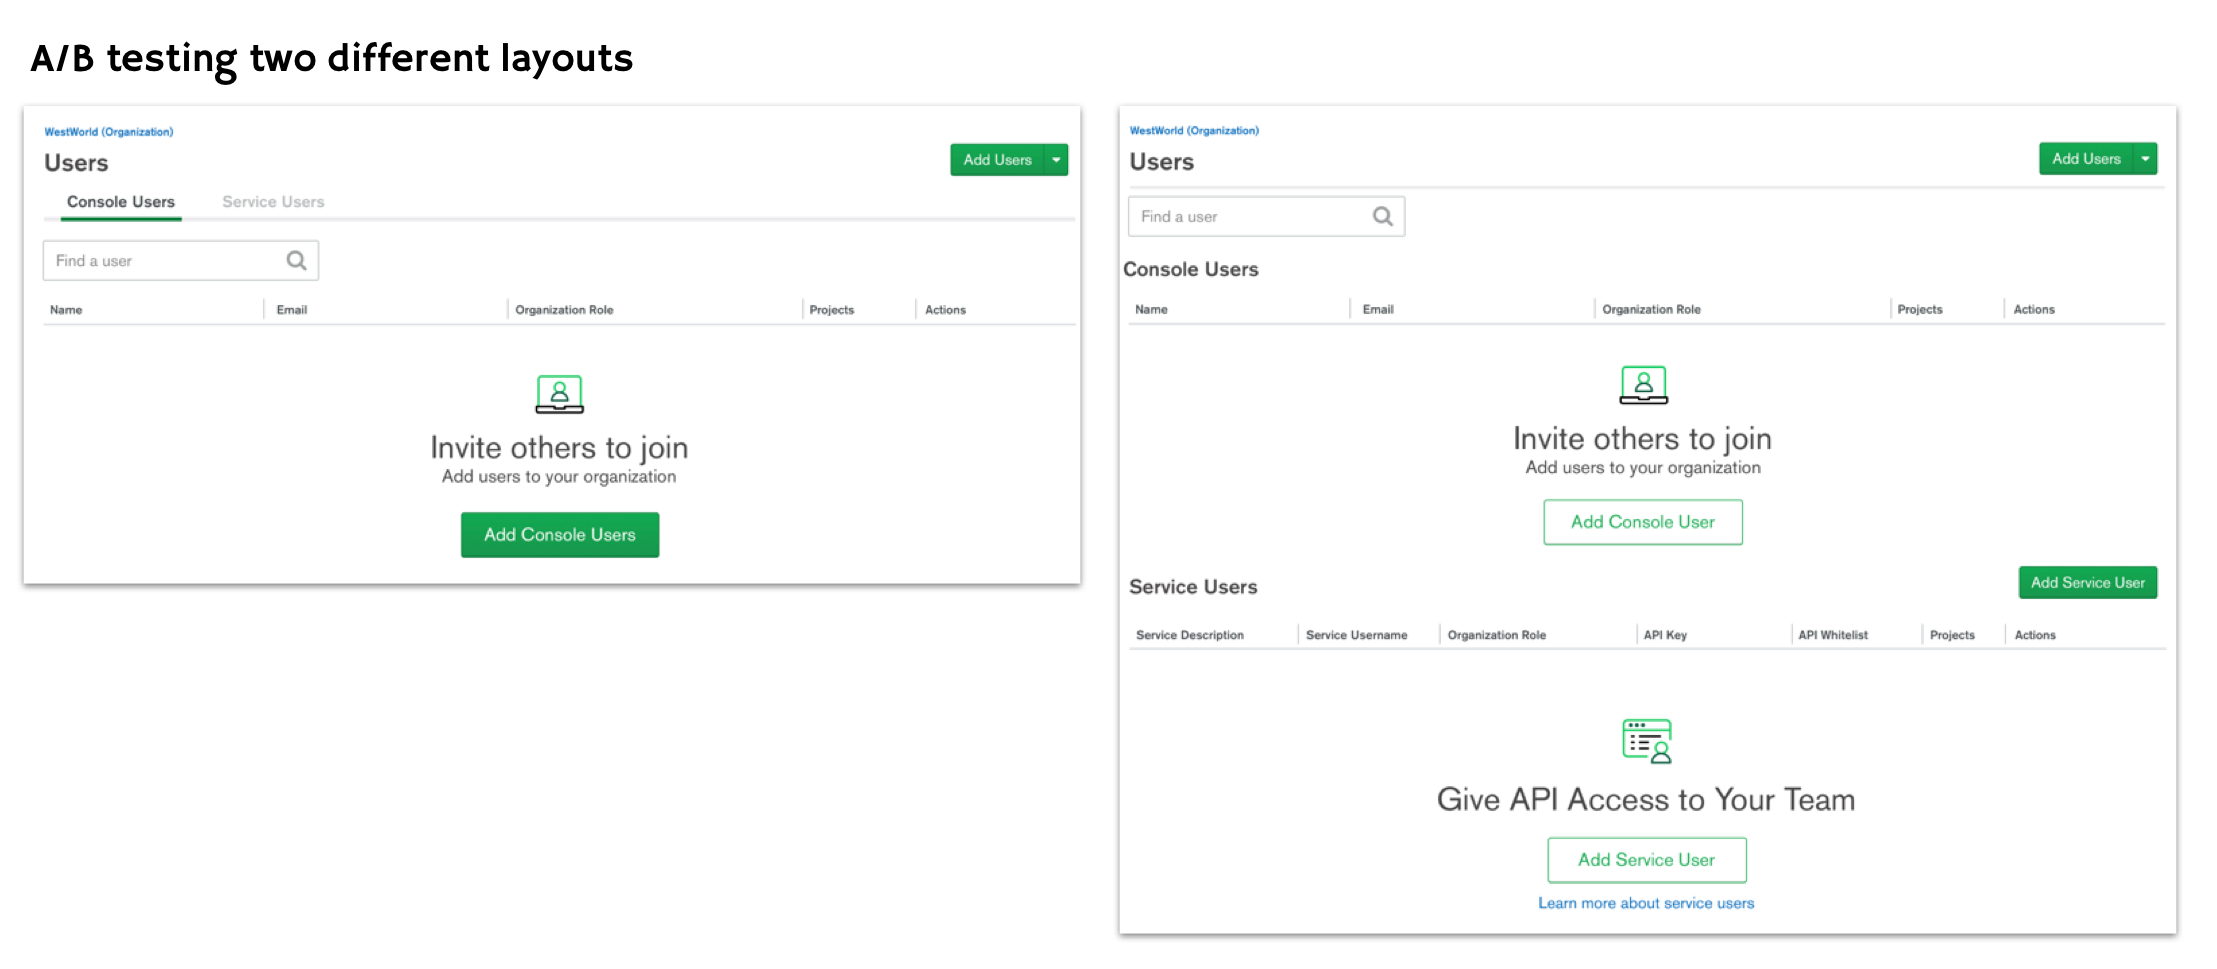 A/B testing two different layouts
WestWorld (Organization)
Users
Add Users
Console Users Service Users
Find a user
Name Email Organization Role Projects Actions
Invite others to join
Add users to your organization
Add Console Users
WestWorld (Organization)
Users
Add Users
Find a user
Console Users
Name Email Organization Role Projects Actions
Invite others to join
Add users to your organization
Add Console User
Service Users
Add Service User
Service Description Service Username Organization Role API Key API Whitelist Projects Actions
Give API Access to Your Team
Add Service User
Learn more about service users